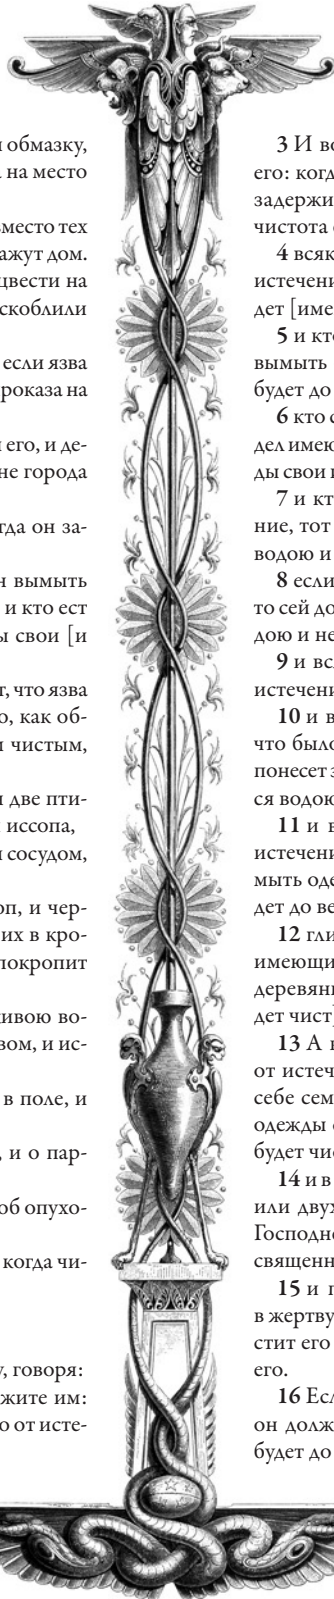 и обмазку,
на место
место тех
ажут дом.
цвести на
скоблили
если язва
роказа на
и его, и де-
не города
гда он за-
н вымыть
и кто ест
ы свои [и
т, что язва
о, как об-
и чистым,
и две пти-
и иссопа,
м сосудом,
оп, и чер-
их в кро-
покропит
ивою во-
вом, и ис-
в поле, и
, и о пар-
об опухо-
когда чи-
у, говоря:
жите им:
о от исте-
3 И во
его: когд
задержи
чистота
4 всяк
истечени
дет [име
5 и кто
вымыть
будет до
6 кто с
дел имею
ды свои и
7 и кт
ние, тот
водою и
8 если
то сей до
дою и не
9 и вс
истечени
10 и в
что было
понесет э
ся водою
11 и в
истечени
мыть оде
дет до ве
12 гли
имеющи
деревян
дет чист
13 А к
от истеч
себе сем
одежды с
будет чи
14 и в
или двух
Господне
священн
15 и п
в жертву
стит его
его.
16 Есл
он долж
будет до